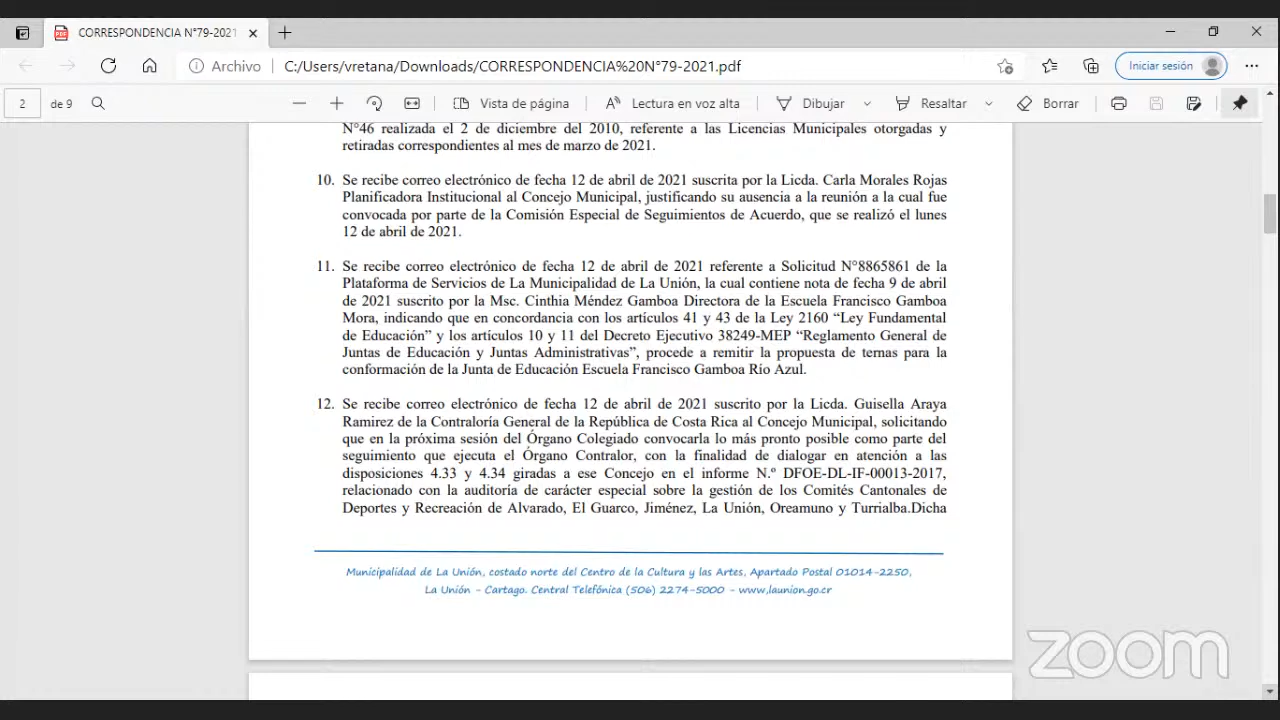 CORRESPONDENCIA N°79-2021
Archivo C:/Users/vretana/Downloads/CORRESPONDENCIA%20N°79-2021.pdf Iniciar sesión
2 de 9 Vista de página Lectura en voz alta Dibujar Resaltar Borrar
N°46 realizada el 2 de diciembre del 2010, referente a las Licencias Municipales otorgadas y
retiradas correspondientes al mes de marzo de 2021.
10. Se recibe correo electrónico de fecha 12 de abril de 2021 suscrita por la Licda. Carla Morales Rojas
Planificadora Institucional al Concejo Municipal, justificando su ausencia a la reunión a la cual fue
convocada por parte de la Comisión Especial de Seguimientos de Acuerdo, que se realizó el lunes
12 de abril de 2021.
11. Se recibe correo electrónico de fecha 12 de abril de 2021 referente a Solicitud N°8865861 de la
Plataforma de Servicios de La Municipalidad de La Unión, la cual contiene nota de fecha 9 de abril
de 2021 suscrito por la Msc. Cinthia Méndez Gamboa Directora de la Escuela Francisco Gamboa
Mora, indicando que en concordancia con los artículos 41 y 43 de la Ley 2160 “Ley Fundamental
de Educación” y los artículos 10 y 11 del Decreto Ejecutivo 38249-MEP “Reglamento General de
Juntas de Educación y Juntas Administrativas”, procede a remitir la propuesta de ternas para la
conformación de la Junta de Educación Escuela Francisco Gamboa Río Azul.
12. Se recibe correo electrónico de fecha 12 de abril de 2021 suscrito por la Licda. Guisella Araya
Ramirez de la Contraloría General de la República de Costa Rica al Concejo Municipal, solicitando
que en la próxima sesión del Órgano Colegiado convocarla lo más pronto posible como parte del
seguimiento que ejecuta el Órgano Contralor, con la finalidad de dialogar en atención a las
disposiciones 4.33 y 4.34 giradas a ese Concejo en el informe N.º DFOE-DL-IF-00013-2017,
relacionado con la auditoría de carácter especial sobre la gestión de los Comités Cantonales de
Deportes y Recreación de Alvarado, El Guarco, Jiménez, La Unión, Oreamuno y Turrialba.Dicha
Municipalidad de La Unión, costado norte del Centro de la Cultura y las Artes, Apartado Postal 01014-2250,
La Unión - Cartago. Central Telefónica (506) 2274-5000 - www.launion.go.cr
zoom